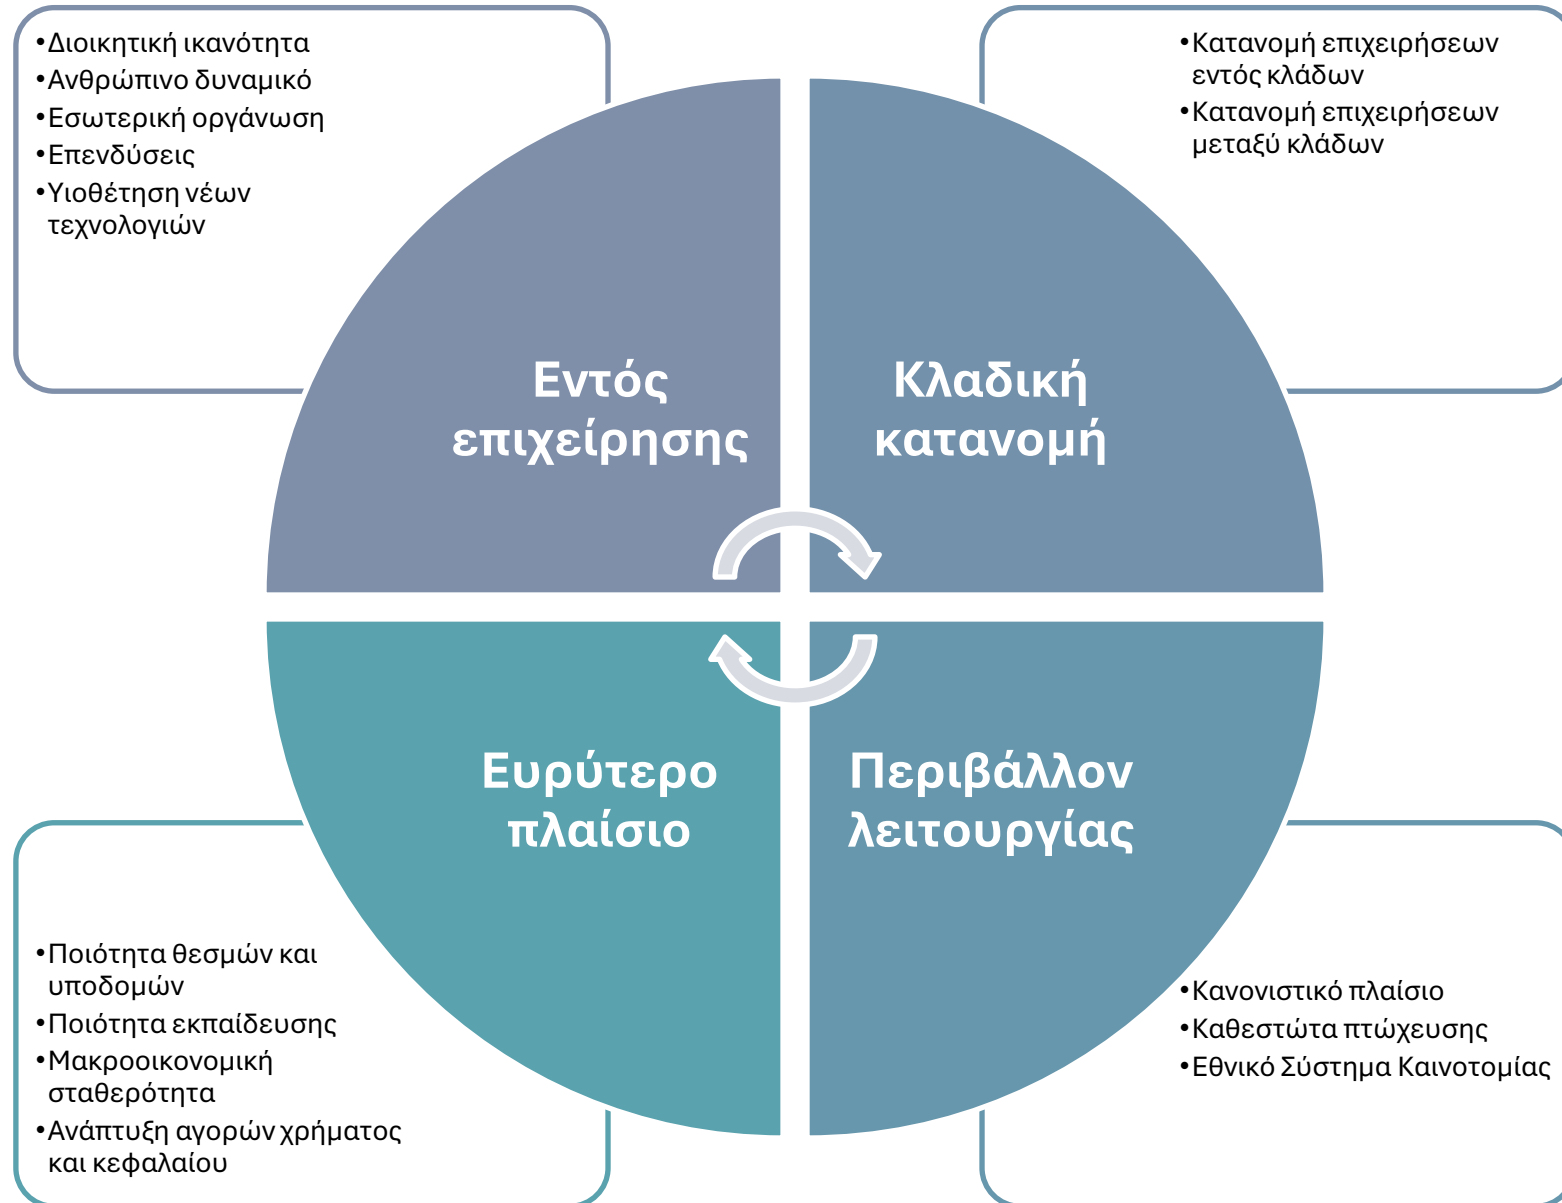 •Διοικητική ικανότητα
•Ανθρώπινο δυναμικό
•Εσωτερική οργάνωση
•Επενδύσεις
•Υιοθέτηση νέων
τεχνολογιών
•Κατανομή επιχειρήσεων
εντός κλάδων
•Κατανομή επιχειρήσεων
μεταξύ κλάδων
Εντός
επιχείρησης
Κλαδική
κατανομή
Ευρύτερο
πλαίσιο
Περιβάλλον
λειτουργίας
•Ποιότητα θεσμών και
υποδομών
•Ποιότητα εκπαίδευσης
•Μακροοικονομική
σταθερότητα
•Ανάπτυξη αγορών χρήματος
και κεφαλαίου
•Κανονιστικό πλαίσιο
•Καθεστώτα πτώχευσης
•Εθνικό Σύστημα Καινοτομίας